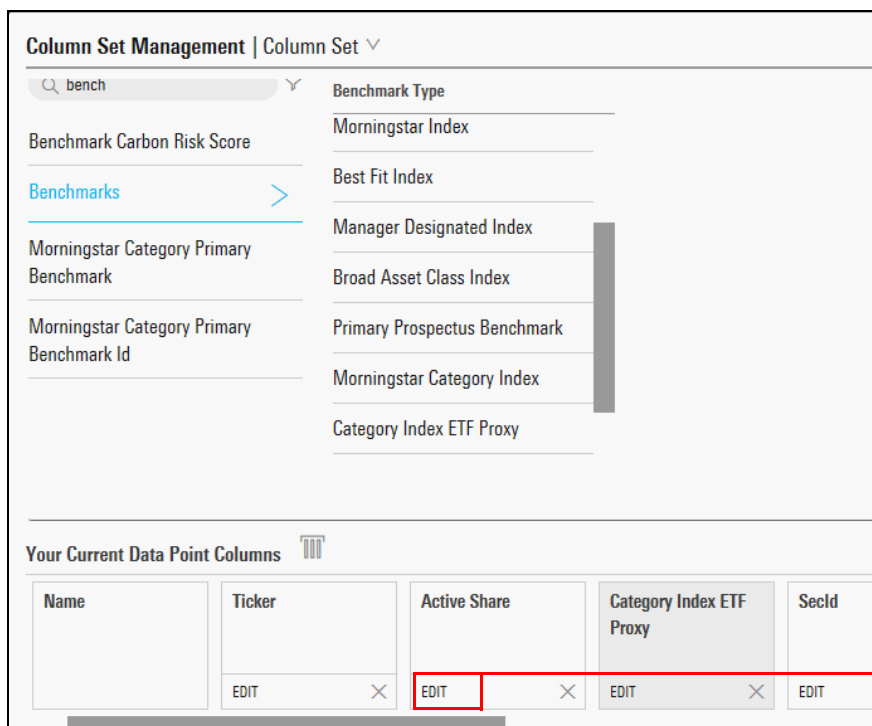 Column Set Management | Column Set
bench
Benchmark Carbon Risk Score
Benchmarks
Morningstar Category Primary
Benchmark
Morningstar Category Primary
Benchmark Id
Benchmark Type
Morningstar Index
Best Fit Index
Manager Designated Index
Broad Asset Class Index
Primary Prospectus Benchmark
Morningstar Category Index
Category Index ETF Proxy
Your Current Data Point Columns
Name
Ticker
EDIT
Active Share
EDIT
Category Index ETF
Proxy
EDIT
SecId
EDIT